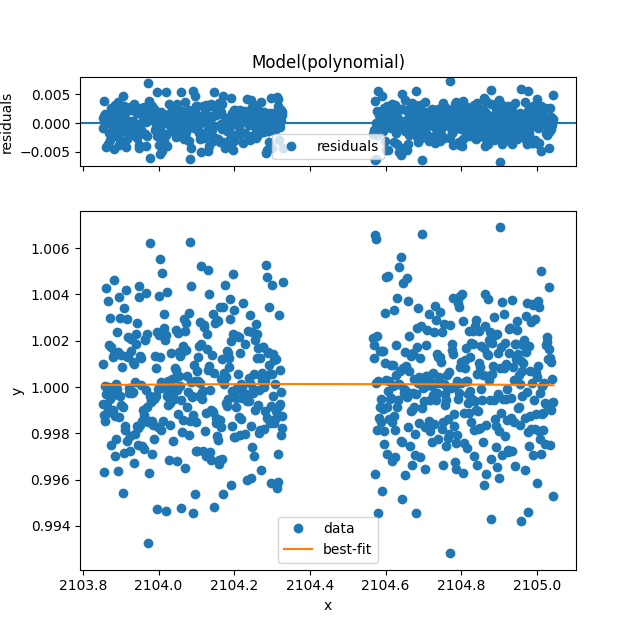 Model(polynomial)
residuals
0.005
0.000
−0.005
residuals
y
1.006
1.004
1.002
1.000
0.998
0.996
0.994
data
best-fit
2103.8 2104.0 2104.2 2104.4 2104.6 2104.8 2105.0
x